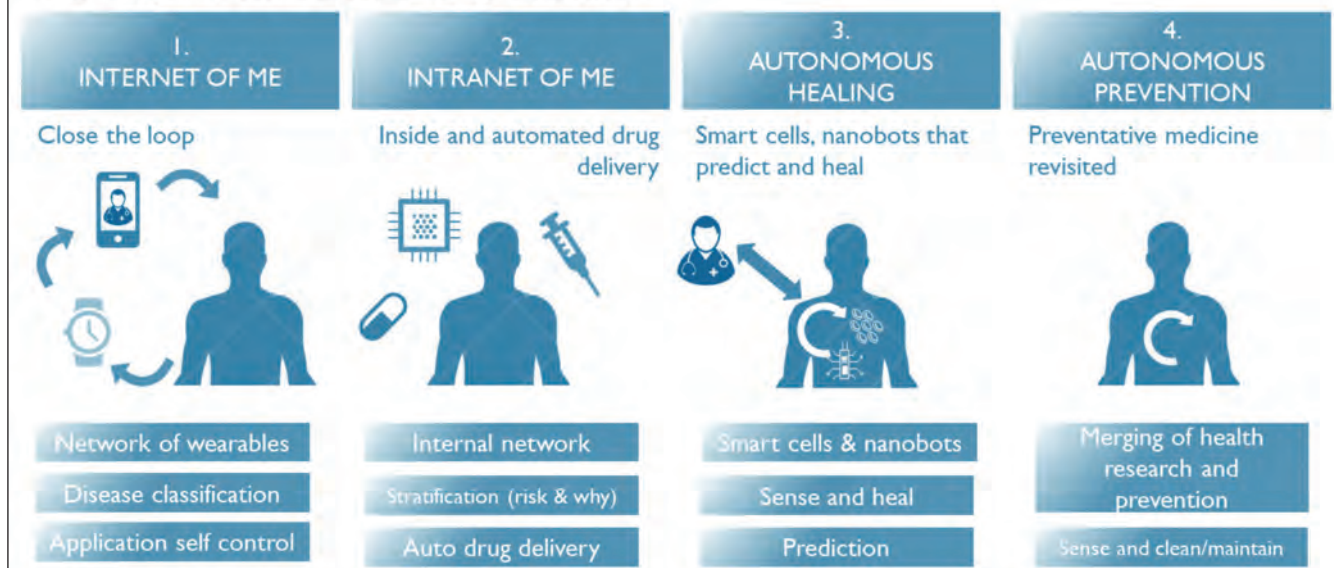 1.
INTERNET OF ME
Close the loop
Network of wearables
Disease classification
Application self control
2.
INTRANET OF ME
Inside and automated drug
delivery
Internal network
Stratification (risk & why)
Auto drug delivery
3.
AUTONOMOUS
HEALING
Smart cells, nanobots that
predict and heal
Smart cells & nanobots
Sense and heal
Prediction
4.
AUTONOMOUS
PREVENTION
Preventative medicine
revisited
Merging of health
research and
prevention
Sense and clean/maintain